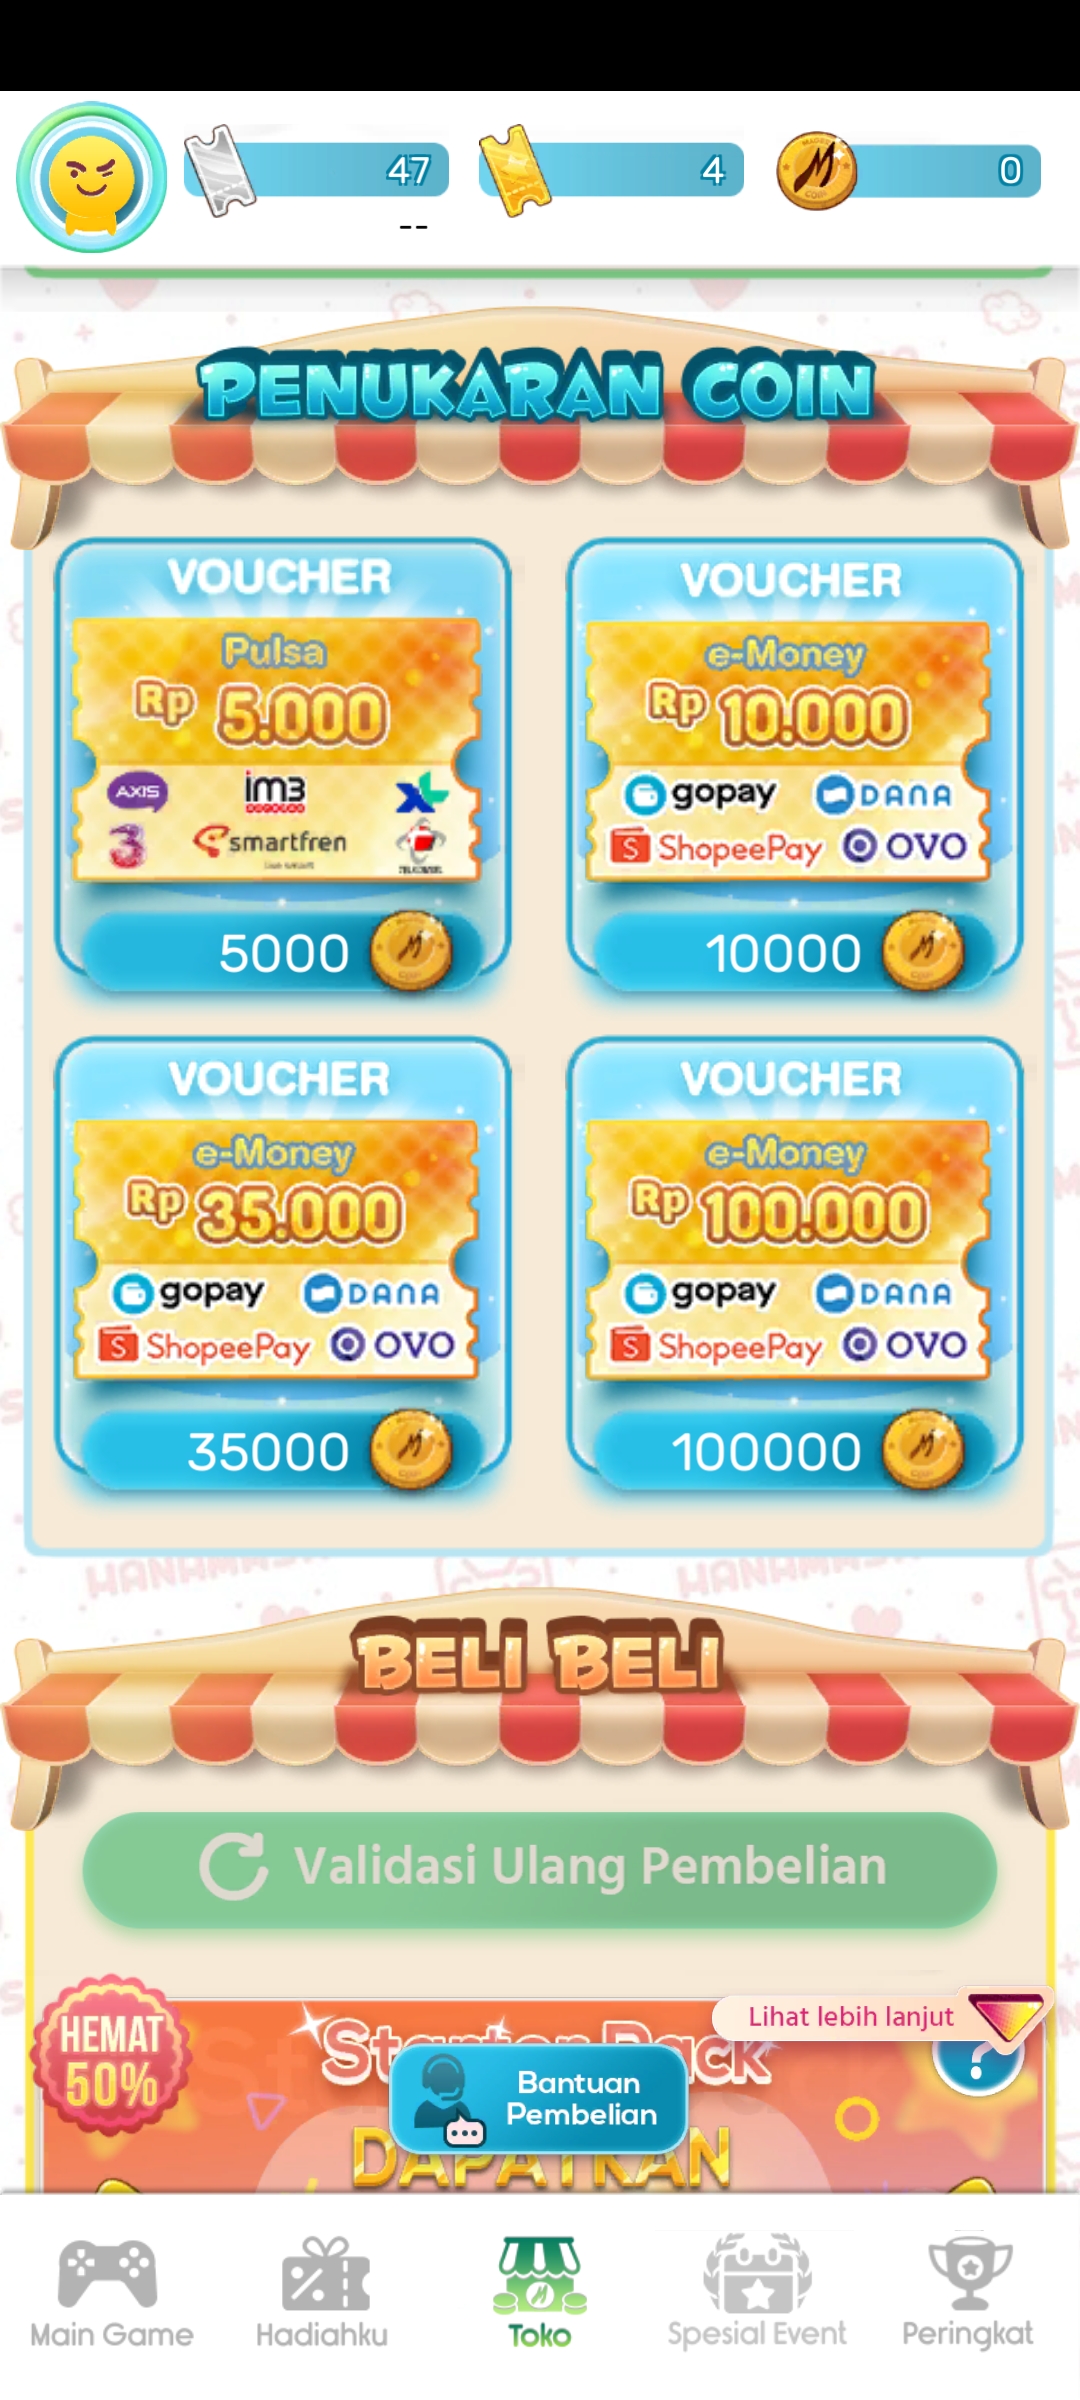 47
4
0
--
PENUKARAN COIN
VOUCHER
Pulsa
Rp 5.000
AXIS
im3
XL
3
smartfren
5000
VOUCHER
e-Money
Rp 10.000
gopay
DANA
ShopeePay
OVO
10000
VOUCHER
e-Money
Rp 35.000
gopay
DANA
ShopeePay
OVO
35000
VOUCHER
e-Money
Rp 100.000
gopay
DANA
ShopeePay
OVO
100000
BELI BELI
Validasi Ulang Pembelian
HEMAT
50%
Lihat lebih lanjut
?
Bantuan
Pembelian
DAPATKAN
Main Game
Hadiahku
Toko
Spesial Event
Peringkat